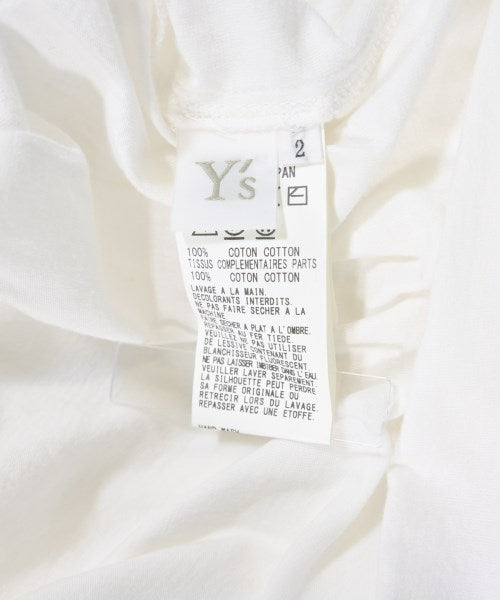 2
Y's
PAN
100% COTON COTTON
TISSUS COMPLEMENTAIRES PARTS
100% COTON COTTON
LAVAGE A LA MAIN.
DECOLORANTS INTERDITS.
NE PAS FAIRE SECHER A LA
MACHINE.
FAIRE SECHER A PLAT A L'OMBRE.
REPASSER AU FER TIEDE.
VEUILLEZ NE PAS UTILISER
DE LESSIVE CONTENANT DU
BLANCHISSEUR FLUORESCENT
NE PAS LAISSER IMBIBER DANS L'EAU.
VEUILLER LAVER SEPAREMENT.
LA SILHOUETTE PEUT PERDRE
SA FORME ORIGINALE OU
RETRECIR LORS DU LAVAGE.
REPASSER AVEC UNE ETOFFE.
HAND WASH